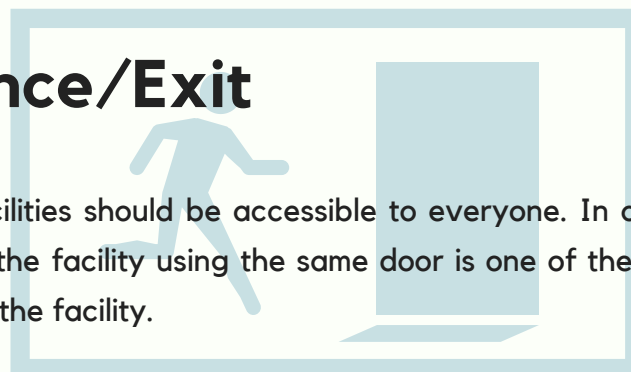 nce/Exit
cilities should be accessible to everyone. In
the facility using the same door is one of the
the facility.